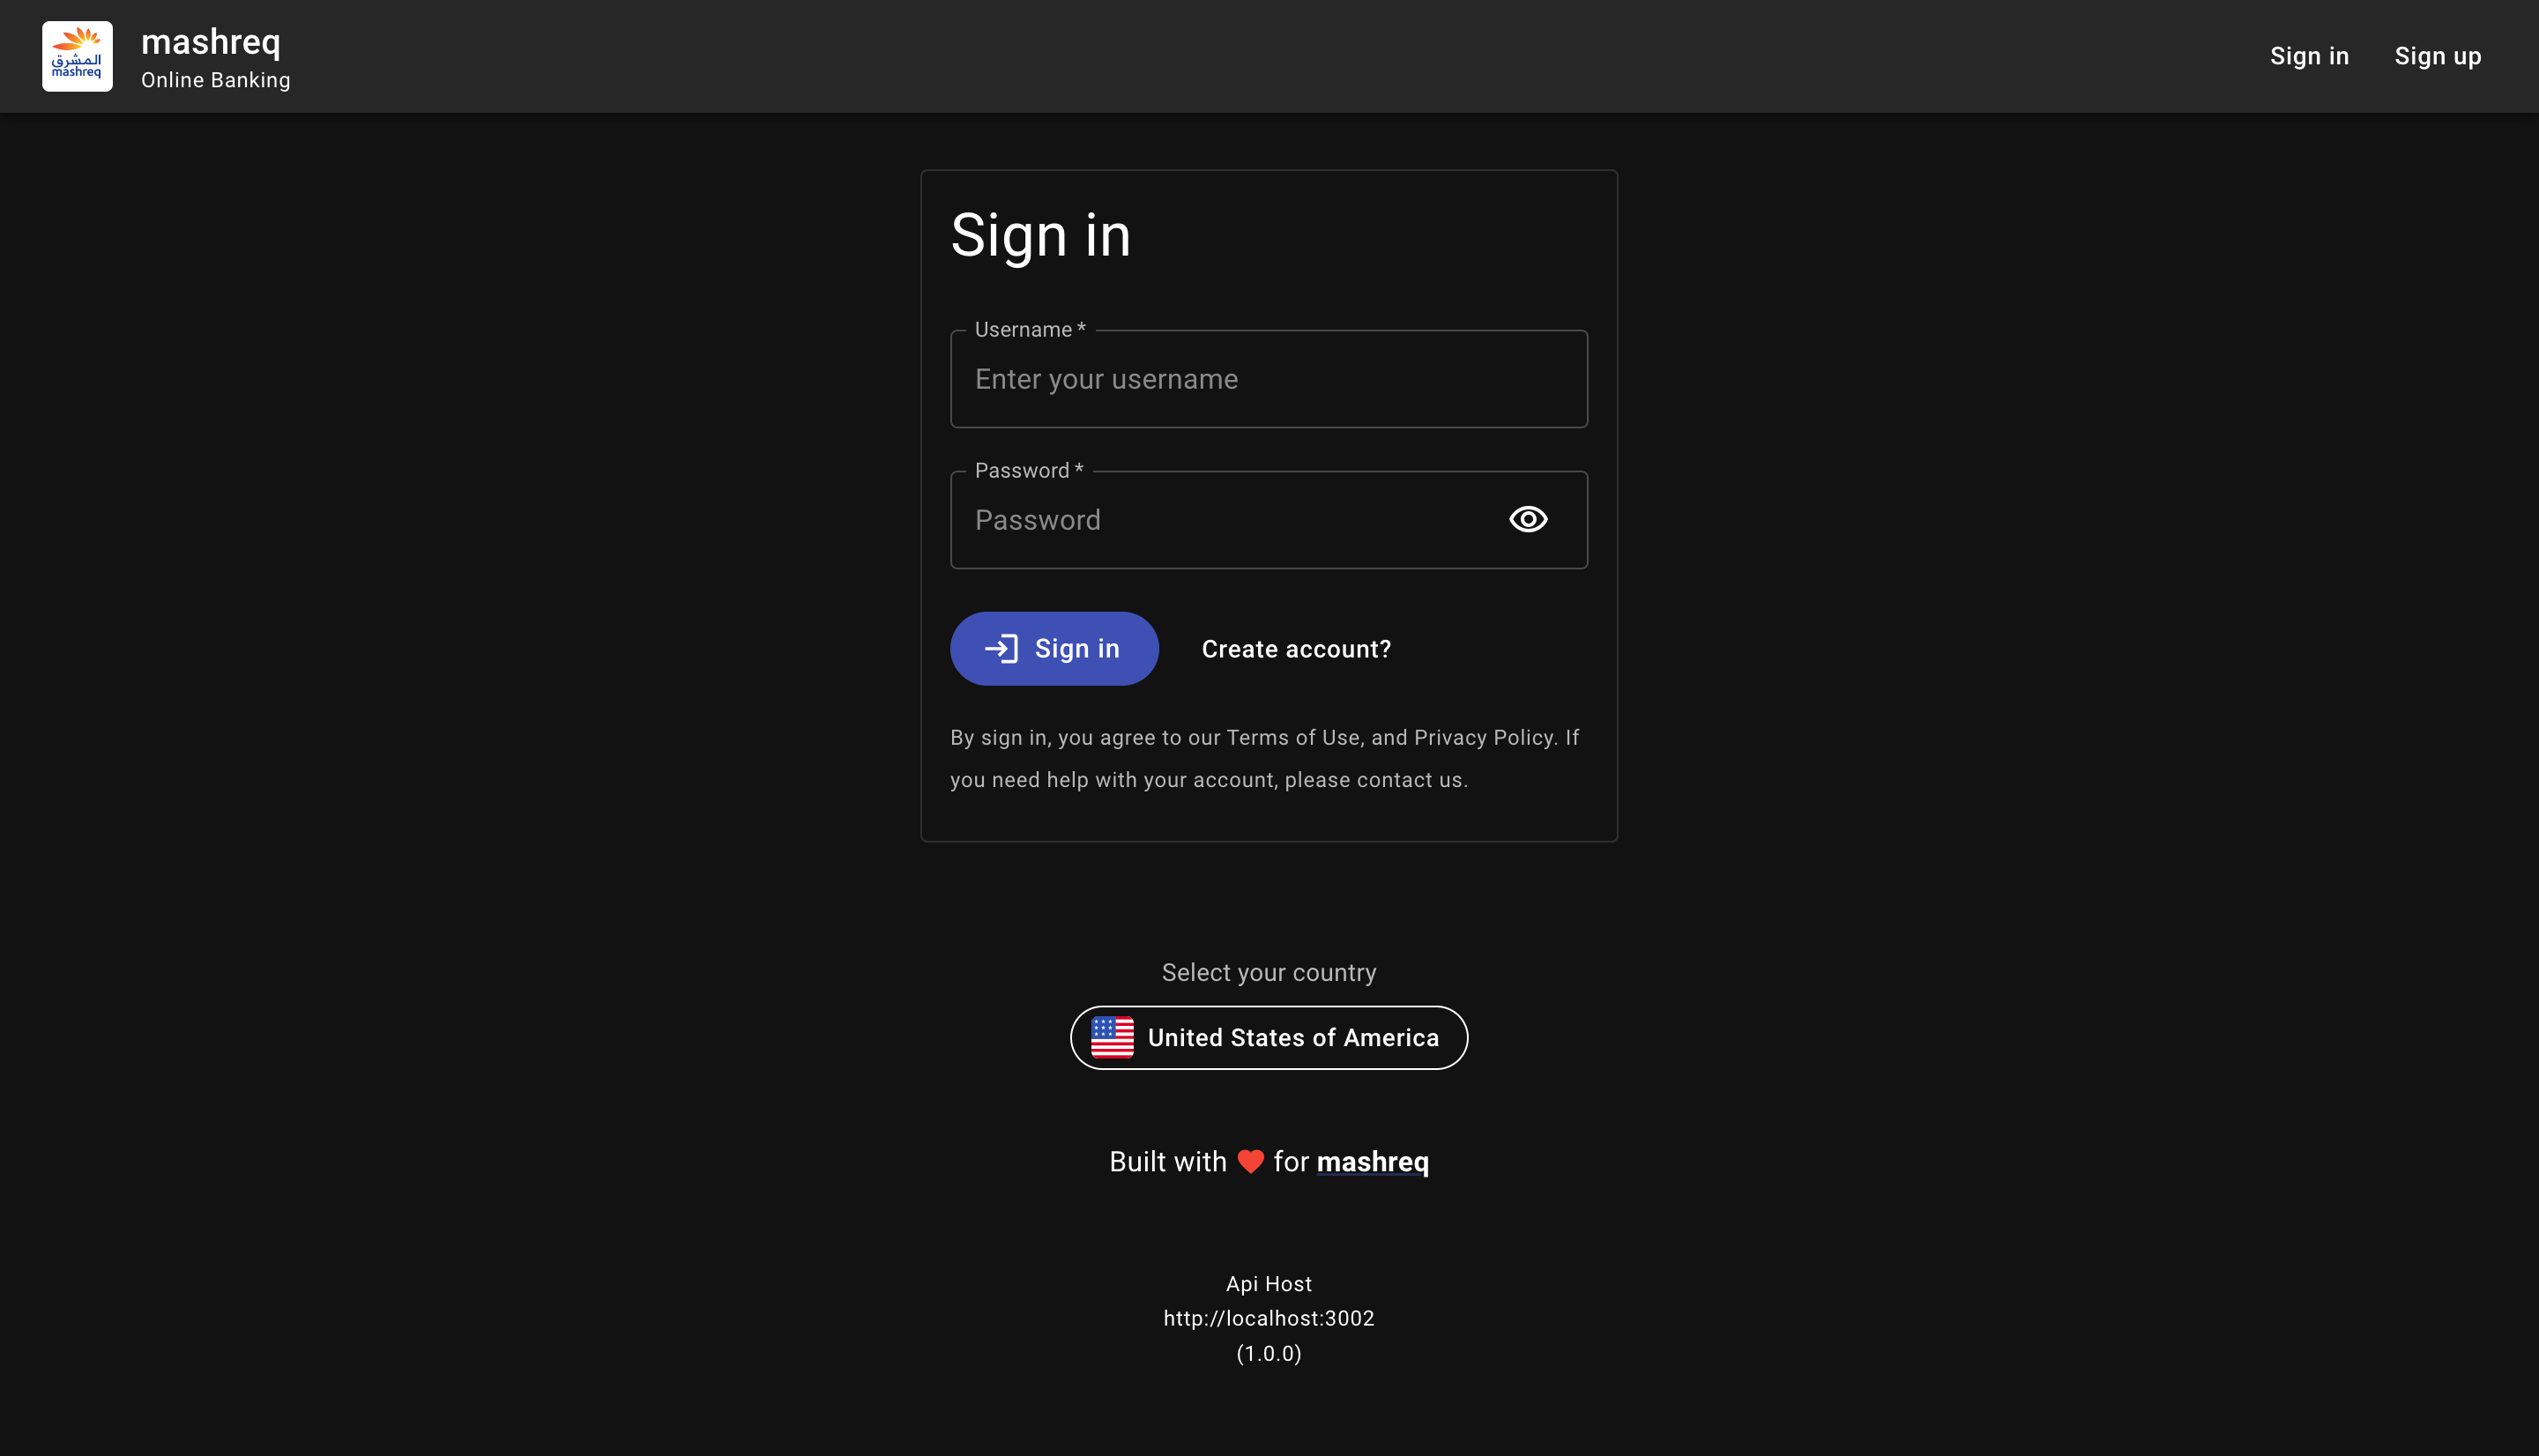 المشرق
mashreq
mashreq
Online Banking
Sign in
Sign up
Sign in
Username *
Enter your username
Password *
Password
Sign in
Create account?
By sign in, you agree to our Terms of Use, and Privacy Policy. If
you need help with your account, please contact us.
Select your country
United States of America
Built with ❤ for mashreq
Api Host
http://localhost:3002
(1.0.0)